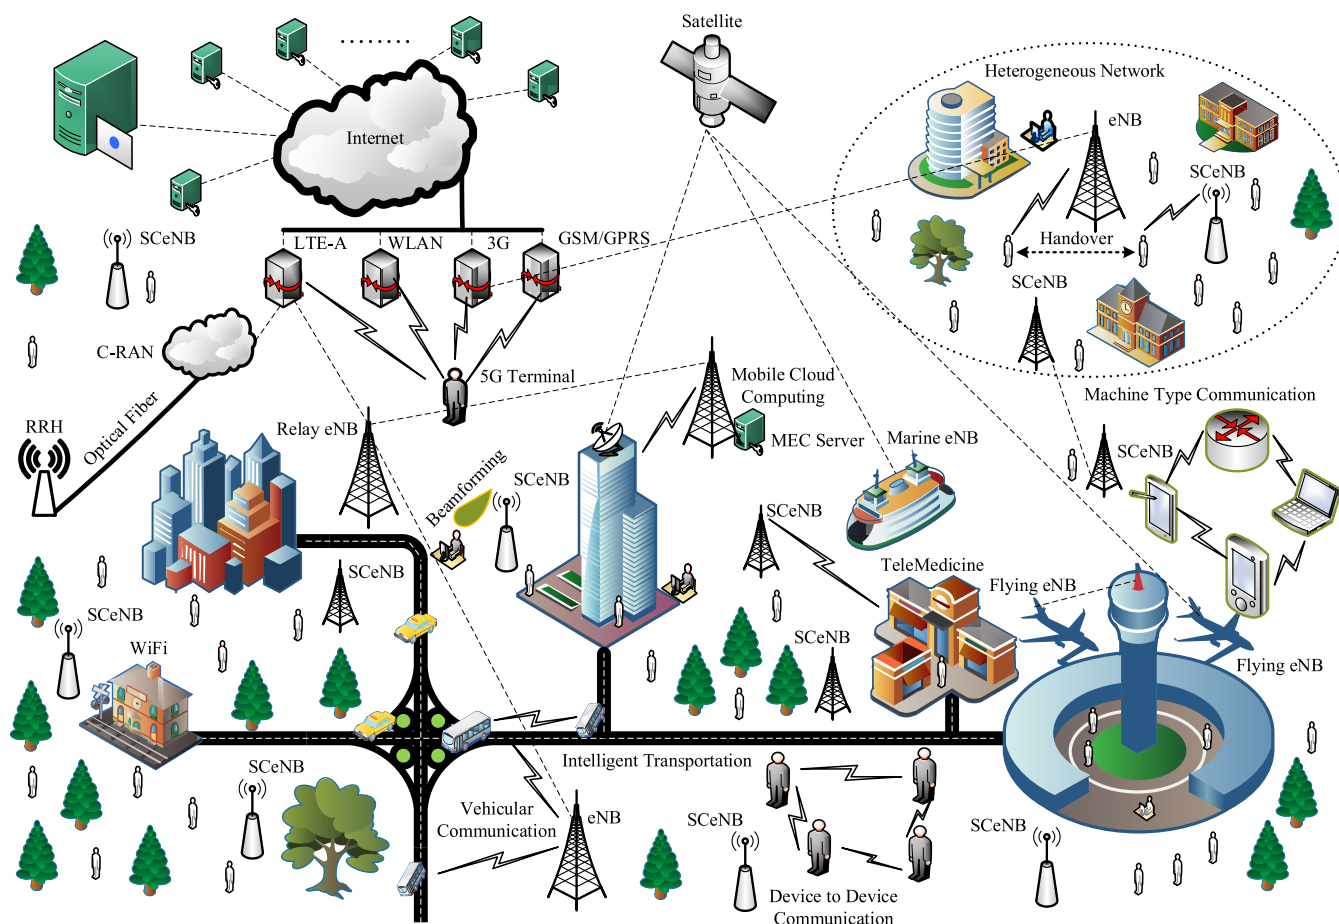 Satellite
Heterogeneous Network
Internet
eNB
SCeNB
SCeNB
LTE-A
WLAN
3G
GSM/GPRS
Handover
SCeNB
C-RAN
5G Terminal
Mobile Cloud
Computing
Machine Type Communication
Optical Fiber
RRH
Relay eNB
MEC Server
Marine eNB
SCeNB
Beamforming
SCeNB
SCeNB
SCeNB
TeleMedicine
Flying eNB
SCeNB
WiFi
SCeNB
Flying eNB
Intelligent Transportation
SCeNB
Vehicular
Communication
eNB
SCeNB
SCeNB
Device to Device
Communication